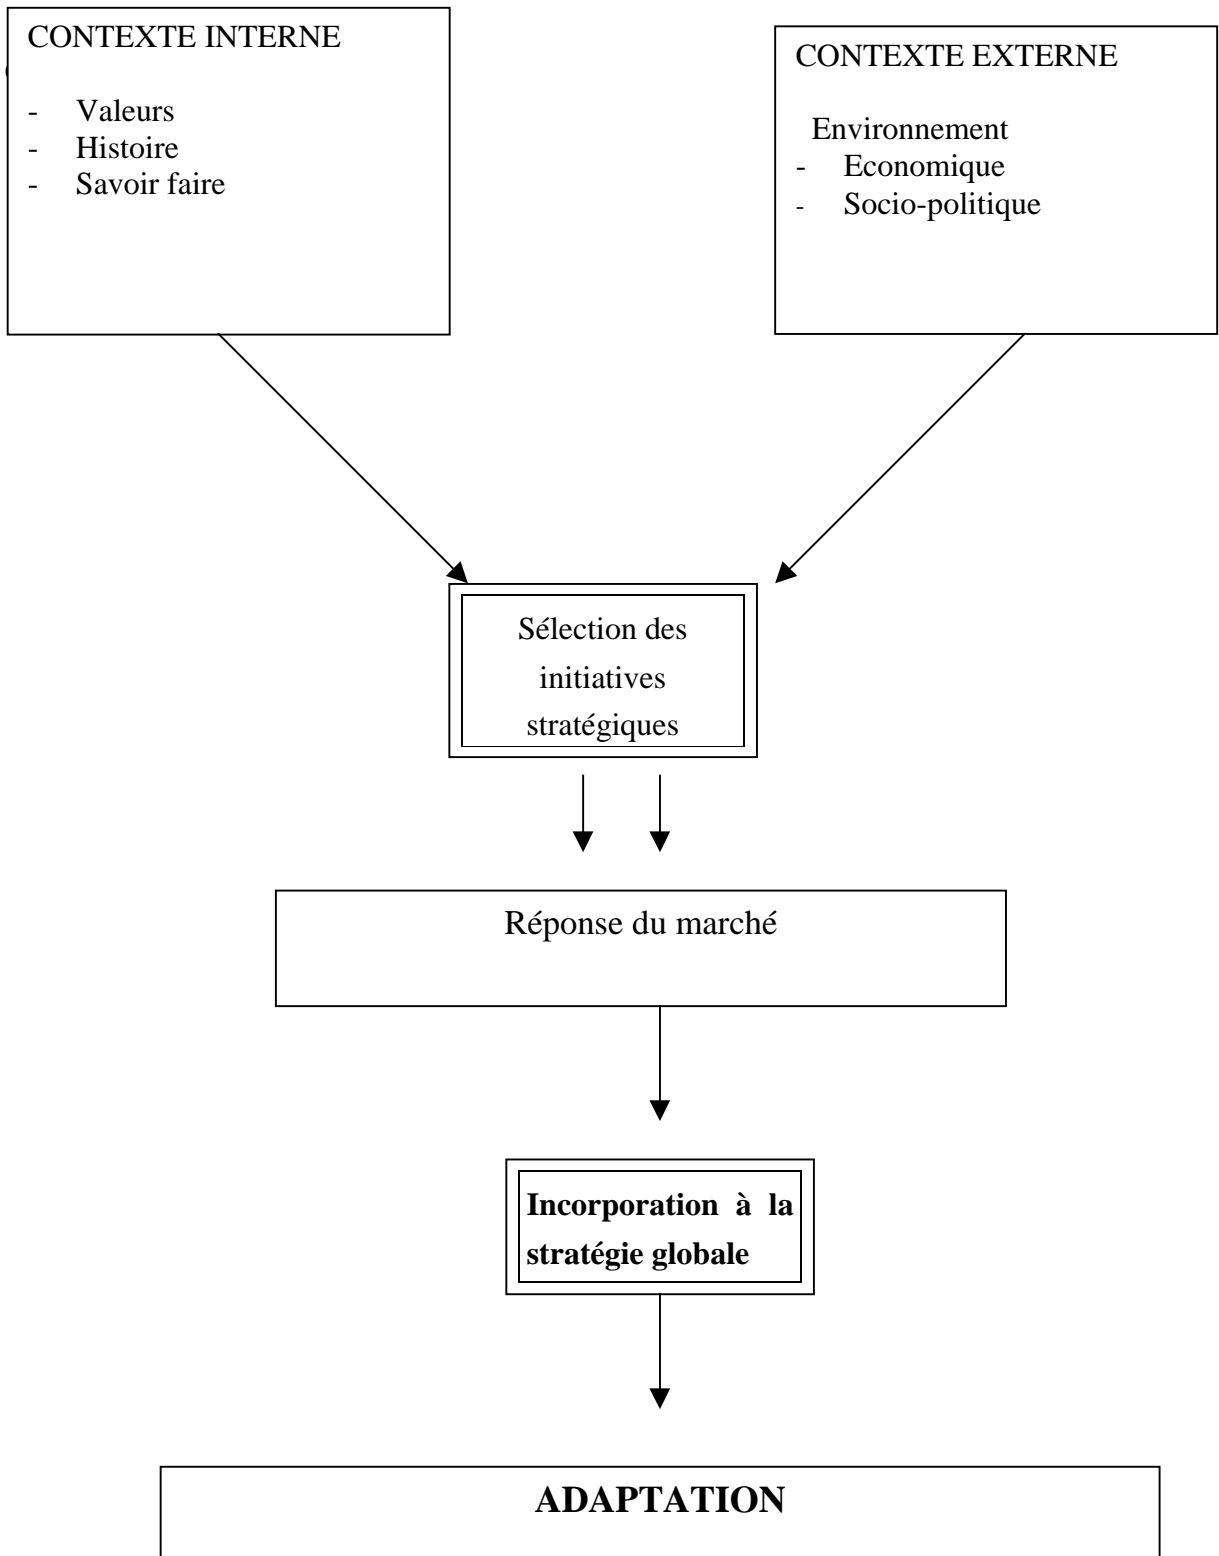 CONTEXTE INTERNE
- Valeurs
- Histoire
- Savoir faire
CONTEXTE EXTERNE
Environnement
- Economique
- Socio-politique
Sélection des
initiatives
stratégiques
Réponse du marché
Incorporation à la
stratégie globale
ADAPTATION